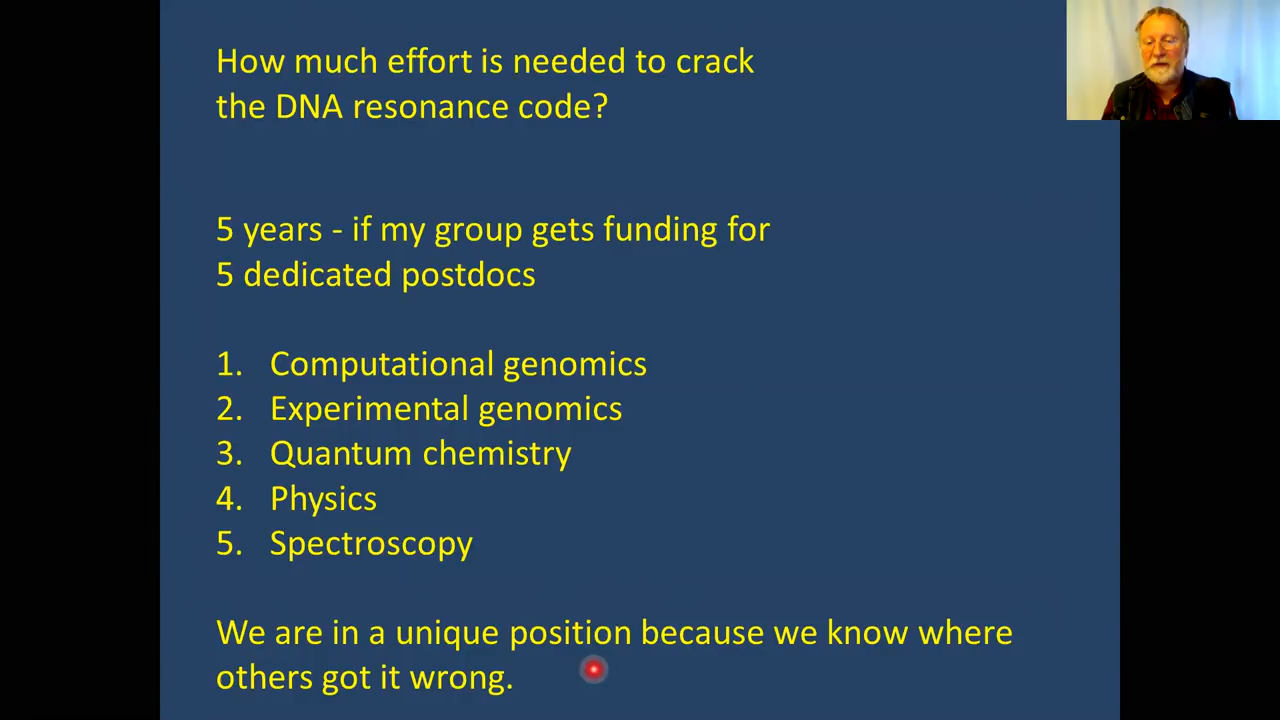 How much effort is needed to crack
the DNA resonance code?
5 years - if my group gets funding for
5 dedicated postdocs
1. Computational genomics
2. Experimental genomics
3. Quantum chemistry
4. Physics
5. Spectroscopy
We are in a unique position because we know where
others got it wrong.